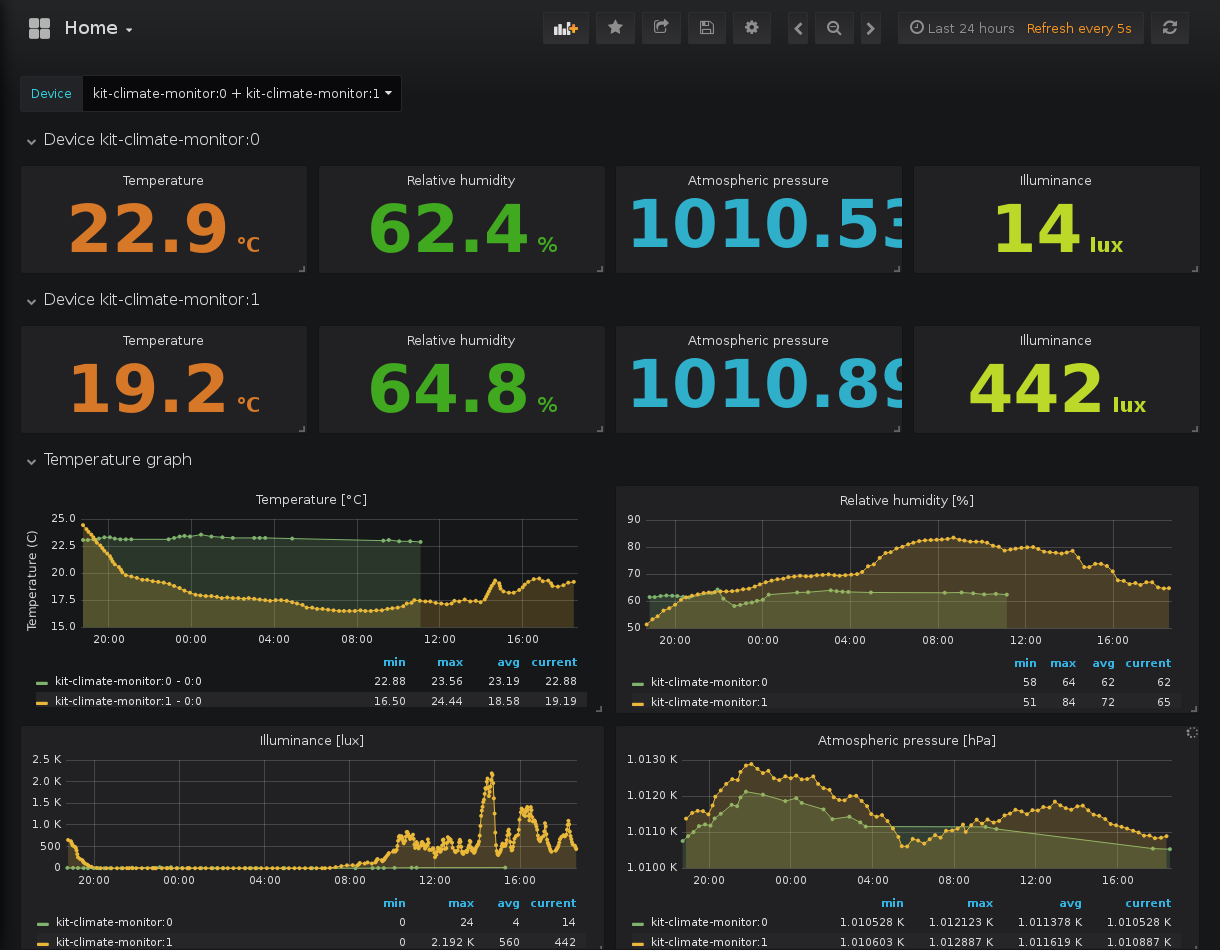 Home
Last 24 hours Refresh every 5s
Device kit-climate-monitor:0 + kit-climate-monitor:1
Device kit-climate-monitor:0
Temperature
22.9 °C
Relative humidity
62.4 %
Atmospheric pressure
1010.53
Illuminance
14 lux
Device kit-climate-monitor:1
Temperature
19.2 °C
Relative humidity
64.8 %
Atmospheric pressure
1010.89
Illuminance
442 lux
Temperature graph
Temperature [°C]
Temperature (C)
25.0
22.5
20.0
17.5
15.0
20:00 00:00 04:00 08:00 12:00 16:00
min max avg current
kit-climate-monitor:0 - 0:0 22.88 23.56 23.19 22.88
kit-climate-monitor:1 - 0:0 16.50 24.44 18.58 19.19
Relative humidity [%]
90
80
70
60
50
20:00 00:00 04:00 08:00 12:00 16:00
min max avg current
kit-climate-monitor:0 58 64 62 62
kit-climate-monitor:1 51 84 72 65
Illuminance [lux]
2.5 K
2.0 K
1.5 K
1.0 K
500
0
20:00 00:00 04:00 08:00 12:00 16:00
min max avg current
kit-climate-monitor:0 0 24 4 14
kit-climate-monitor:1 0 2.192 K 560 442
Atmospheric pressure [hPa]
1.0130 K
1.0120 K
1.0110 K
1.0100 K
20:00 00:00 04:00 08:00 12:00 16:00
min max avg current
kit-climate-monitor:0 1.010528 K 1.012123 K 1.011378 K 1.010528 K
kit-climate-monitor:1 1.010603 K 1.012887 K 1.011619 K 1.010887 K